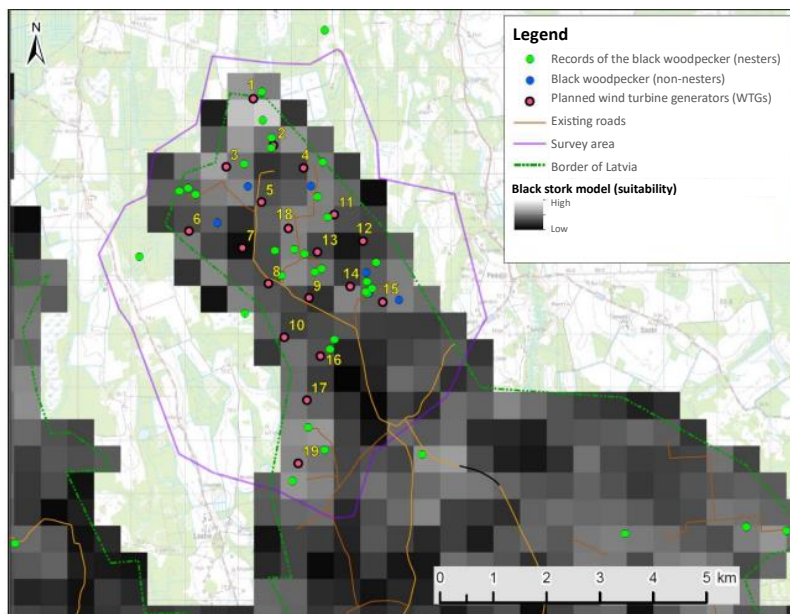 N
Legend
Records of the black woodpecker (nesters)
Black woodpecker (non-nesters)
Planned wind turbine generators (WTGs)
Existing roads
Survey area
Border of Latvia
Black stork model (suitability)
High
Low
1
2
3
4
5
11
6
18
12
7
13
8
14
9
15
10
16
17
19
0 1 2 3 4 5 km